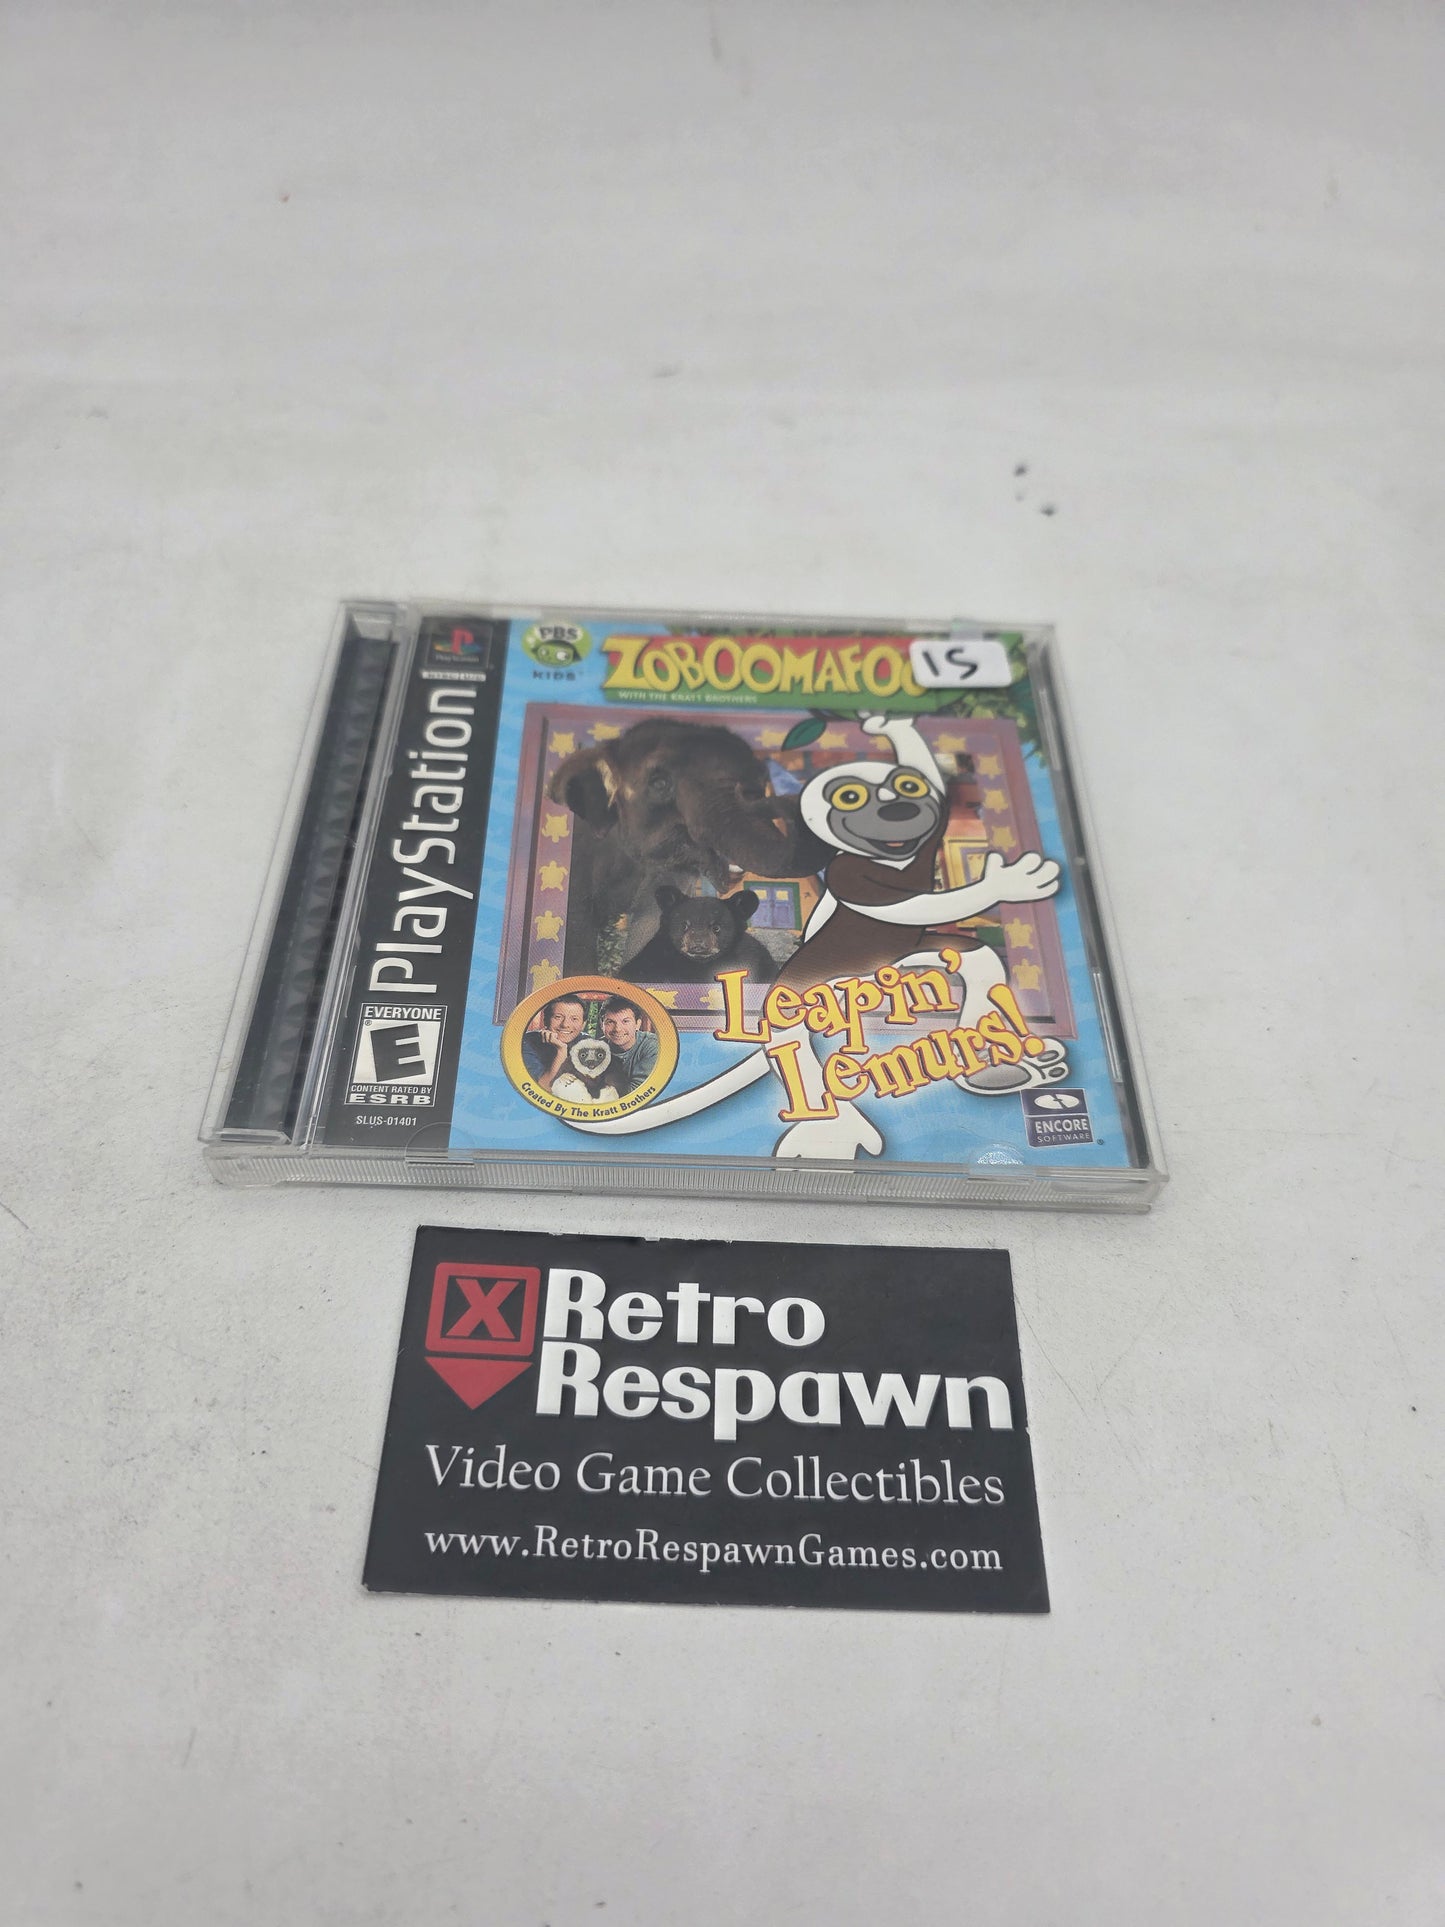 PlayStation
PlayStation
PBS
KIDS
ZOBOOMAFOO
15
WITH THE KRATT BROTHERS
Leapin'
Lemurs!
Created By The Kratt Brothers
EVERYONE
E
CONTENT RATED BY
ESRB
SLUS-01401
ENCORE
SOFTWARE
X
Retro
Respawn
Video Game Collectibles
www.RetroRespawnGames.com